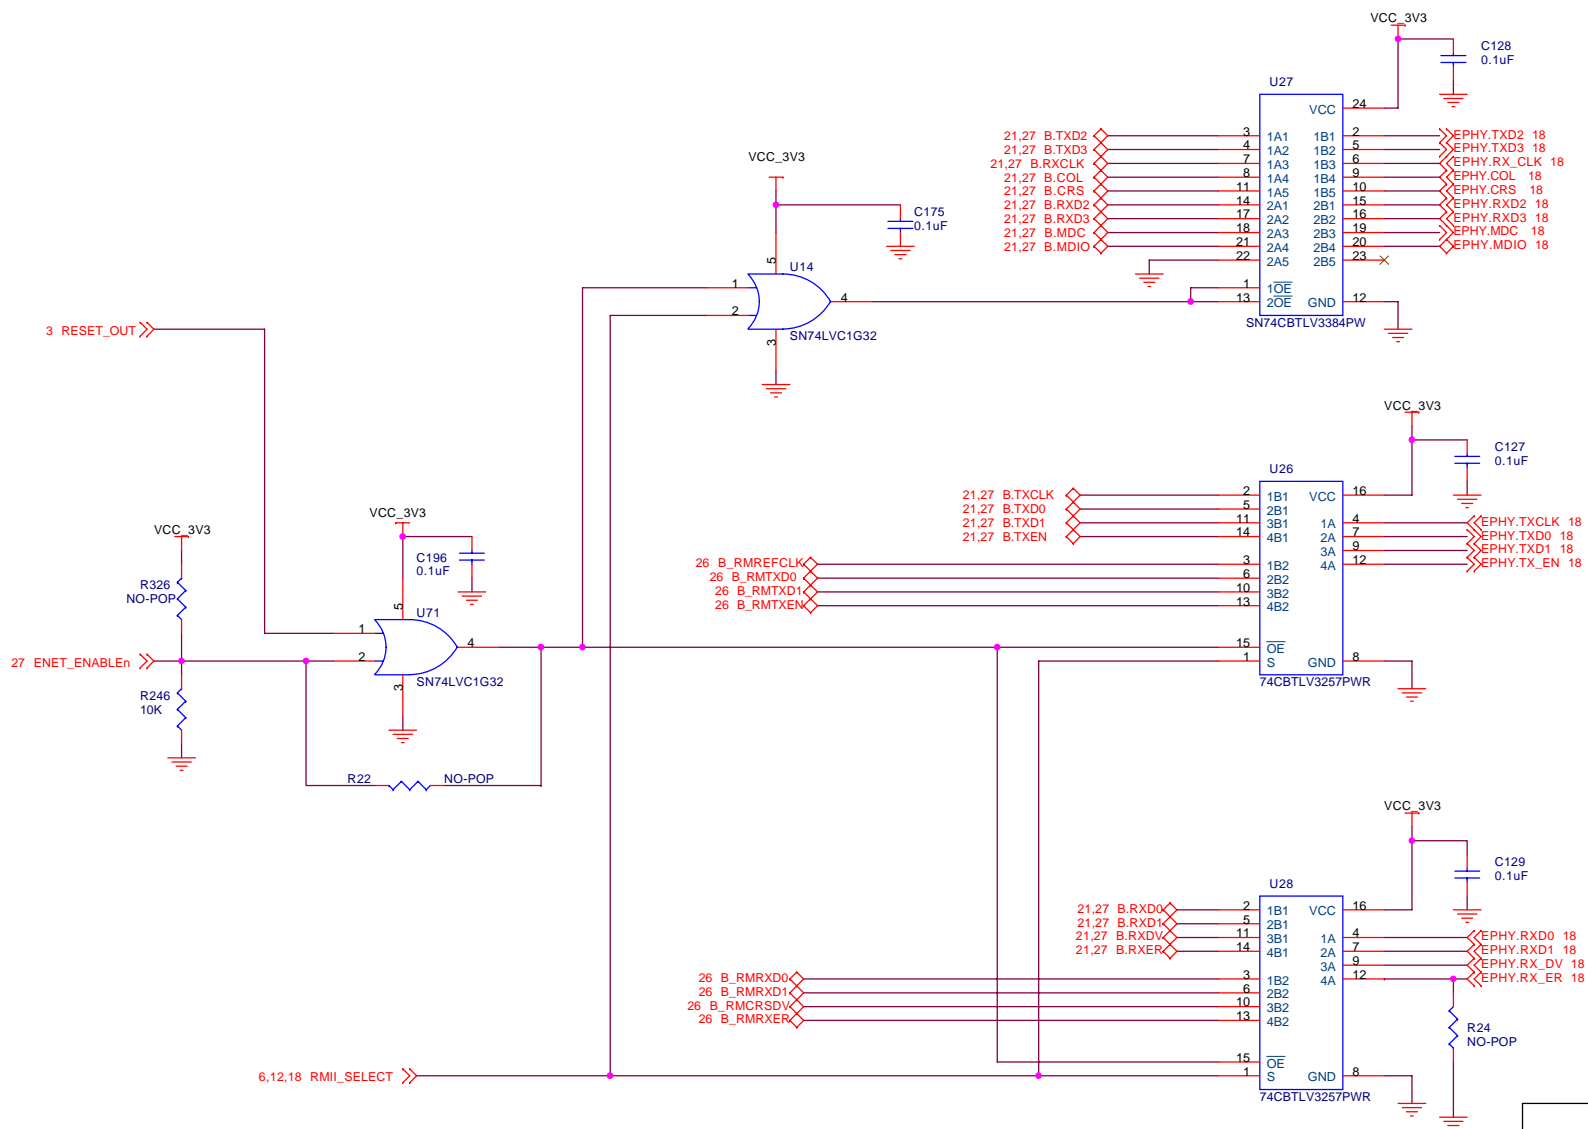 VCC_3V3
C128
0.1uF
U27
VCC 24
21,27 B.TXD2 3 1A1 1B1 2 EPHY.TXD2 18
21,27 B.TXD3 4 1A2 1B2 5 EPHY.TXD3 18
21,27 B.RXCLK 7 1A3 1B3 6 EPHY.RX_CLK 18
21,27 B.COL 8 1A4 1B4 9 EPHY.COL 18
21,27 B.CRS 11 1A5 1B5 10 EPHY.CRS 18
21,27 B.RXD2 14 2A1 2B1 15 EPHY.RXD2 18
21,27 B.RXD3 17 2A2 2B2 16 EPHY.RXD3 18
21,27 B.MDC 18 2A3 2B3 19 EPHY.MDC 18
21,27 B.MDIO 21 2A4 2B4 20 EPHY.MDIO 18
22 2A5 2B5 23
1 1OE
13 2OE GND 12
SN74CBTLV3384PW
VCC_3V3
C175
0.1uF
5
U14
1
2
4
3
SN74LVC1G32
3 RESET_OUT
VCC_3V3
C127
0.1uF
U26
21,27 B.TXCLK 2 1B1 VCC 16
21,27 B.TXD0 5 2B1
21,27 B.TXD1 11 3B1 1A 4 EPHY.TXCLK 18
21,27 B.TXEN 14 4B1 2A 7 EPHY.TXD0 18
3A 9 EPHY.TXD1 18
26 B_RMREFCLK 3 1B2 4A 12 EPHY.TX_EN 18
26 B_RMTXD0 6 2B2
26 B_RMTXD1 10 3B2
26 B_RMTXEN 13 4B2
15 OE
1 S GND 8
74CBTLV3257PWR
VCC_3V3
R326
NO-POP
VCC_3V3
C196
0.1uF
5
U71
1
2
4
3
SN74LVC1G32
27 ENET_ENABLEn
R246
10K
R22 NO-POP
VCC_3V3
C129
0.1uF
U28
21,27 B.RXD0 2 1B1 VCC 16
21,27 B.RXD1 5 2B1
21,27 B.RXDV 11 3B1 1A 4 EPHY.RXD0 18
21,27 B.RXER 14 4B1 2A 7 EPHY.RXD1 18
3A 9 EPHY.RX_DV 18
26 B_RMRXD0 3 1B2 4A 12 EPHY.RX_ER 18
26 B_RMRXD1 6 2B2
26 B_RMCRSDV 10 3B2
26 B_RMRXER 13 4B2
R24
NO-POP
15 OE
6,12,18 RMII_SELECT 1 S GND 8
74CBTLV3257PWR